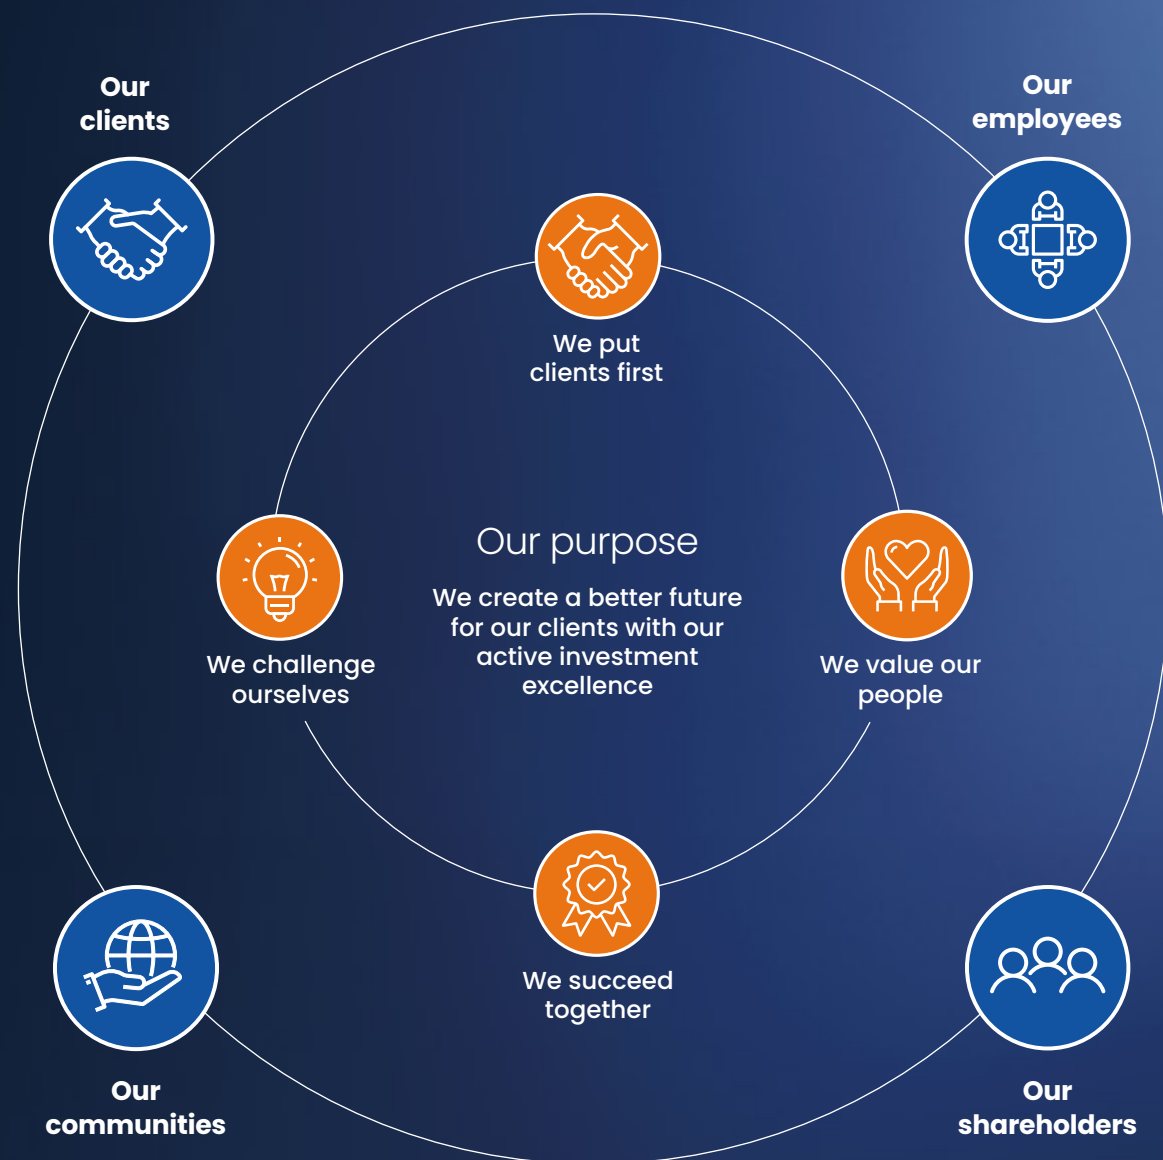 Our
clients
Our
employees
We put
clients first
Our purpose
We create a better future
for our clients with our
active investment
excellence
We challenge
ourselves
We value our
people
We succeed
together
Our
communities
Our
shareholders